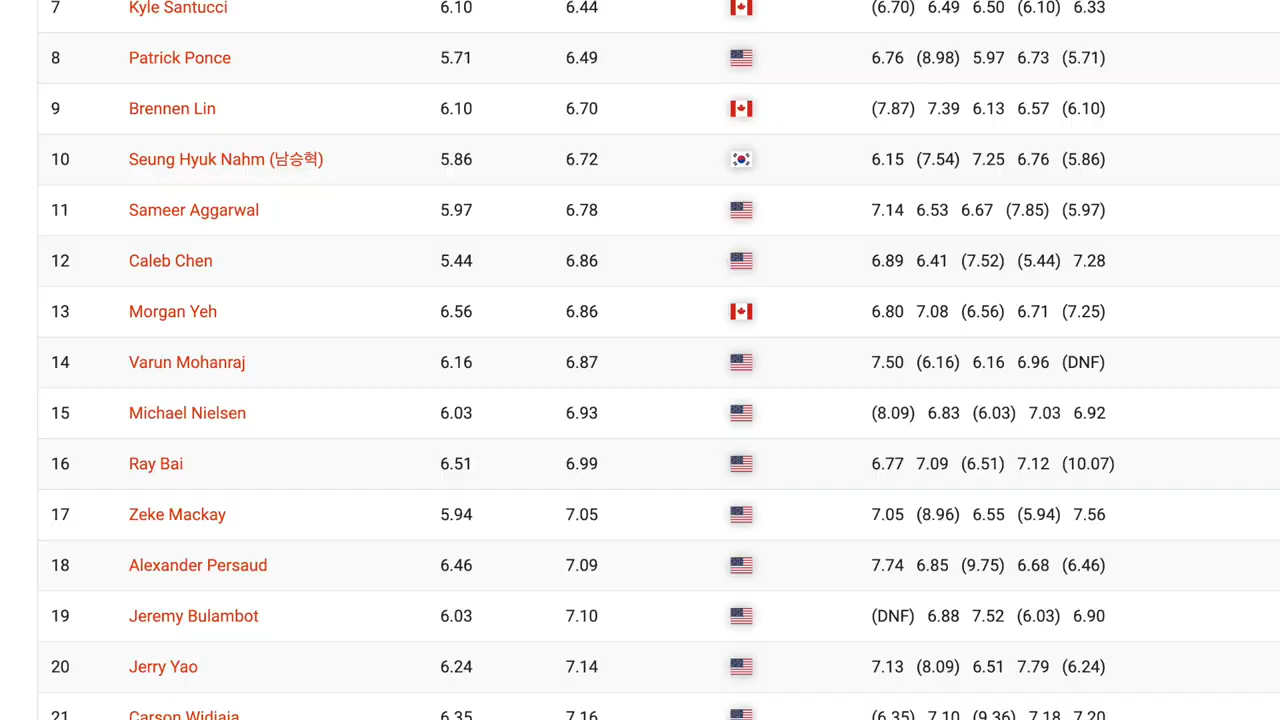 7 Kyle Santucci 6.10 6.44 (6.70) 6.49 6.50 (6.10) 6.33
8 Patrick Ponce 5.71 6.49 6.76 (8.98) 5.97 6.73 (5.71)
9 Brennen Lin 6.10 6.70 (7.87) 7.39 6.13 6.57 (6.10)
10 Seung Hyuk Nahm (남승혁) 5.86 6.72 6.15 (7.54) 7.25 6.76 (5.86)
11 Sameer Aggarwal 5.97 6.78 7.14 6.53 6.67 (7.85) (5.97)
12 Caleb Chen 5.44 6.86 6.89 6.41 (7.52) (5.44) 7.28
13 Morgan Yeh 6.56 6.86 6.80 7.08 (6.56) 6.71 (7.25)
14 Varun Mohanraj 6.16 6.87 7.50 (6.16) 6.16 6.96 (DNF)
15 Michael Nielsen 6.03 6.93 (8.09) 6.83 (6.03) 7.03 6.92
16 Ray Bai 6.51 6.99 6.77 7.09 (6.51) 7.12 (10.07)
17 Zeke Mackay 5.94 7.05 7.05 (8.96) 6.55 (5.94) 7.56
18 Alexander Persaud 6.46 7.09 7.74 6.85 (9.75) 6.68 (6.46)
19 Jeremy Bulambot 6.03 7.10 (DNF) 6.88 7.52 (6.03) 6.90
20 Jerry Yao 6.24 7.14 7.13 (8.09) 6.51 7.79 (6.24)
21 Carson Widjaja 6.35 7.16 (6.35) 7.10 (9.36) 7.18 7.20